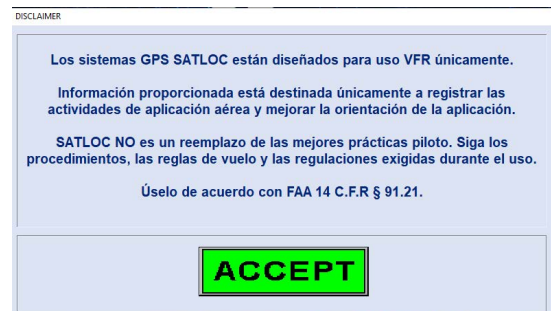 DISCLAIMER
Los sistemas GPS SATLOC están diseñados para uso VFR únicamente.
Información proporcionada está destinada únicamente a registrar las
actividades de aplicación aérea y mejorar la orientación de la aplicación.
SATLOC NO es un reemplazo de las mejores prácticas piloto. Siga los
procedimientos, las reglas de vuelo y las regulaciones exigidas durante el uso.
Úselo de acuerdo con FAA 14 C.F.R § 91.21.
ACCEPT